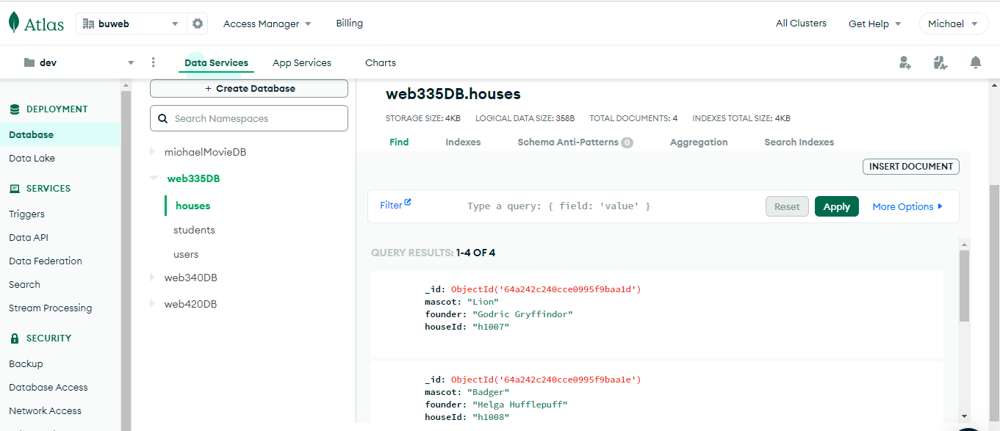 Atlas
buweb
Access Manager
Billing
All Clusters
Get Help
Michael
dev
Data Services
App Services
Charts
DEPLOYMENT
Database
Data Lake
SERVICES
Triggers
Data API
Data Federation
Search
Stream Processing
SECURITY
Backup
Database Access
Network Access
+ Create Database
Search Namespaces
michaelMovieDB
web335DB
houses
students
users
web340DB
web420DB
web335DB.houses
STORAGE SIZE: 4KB LOGICAL DATA SIZE: 358B TOTAL DOCUMENTS: 4 INDEXES TOTAL SIZE: 4KB
Find Indexes Schema Anti-Patterns 0 Aggregation Search Indexes
INSERT DOCUMENT
Filter Type a query: { field: 'value' } Reset Apply More Options
QUERY RESULTS: 1-4 OF 4
_id: ObjectId('64a242c240cce0995f9baa1d')
mascot: "Lion"
founder: "Godric Gryffindor"
houseId: "h1007"
_id: ObjectId('64a242c240cce0995f9baa1e')
mascot: "Badger"
founder: "Helga Hufflepuff"
houseId: "h1008"